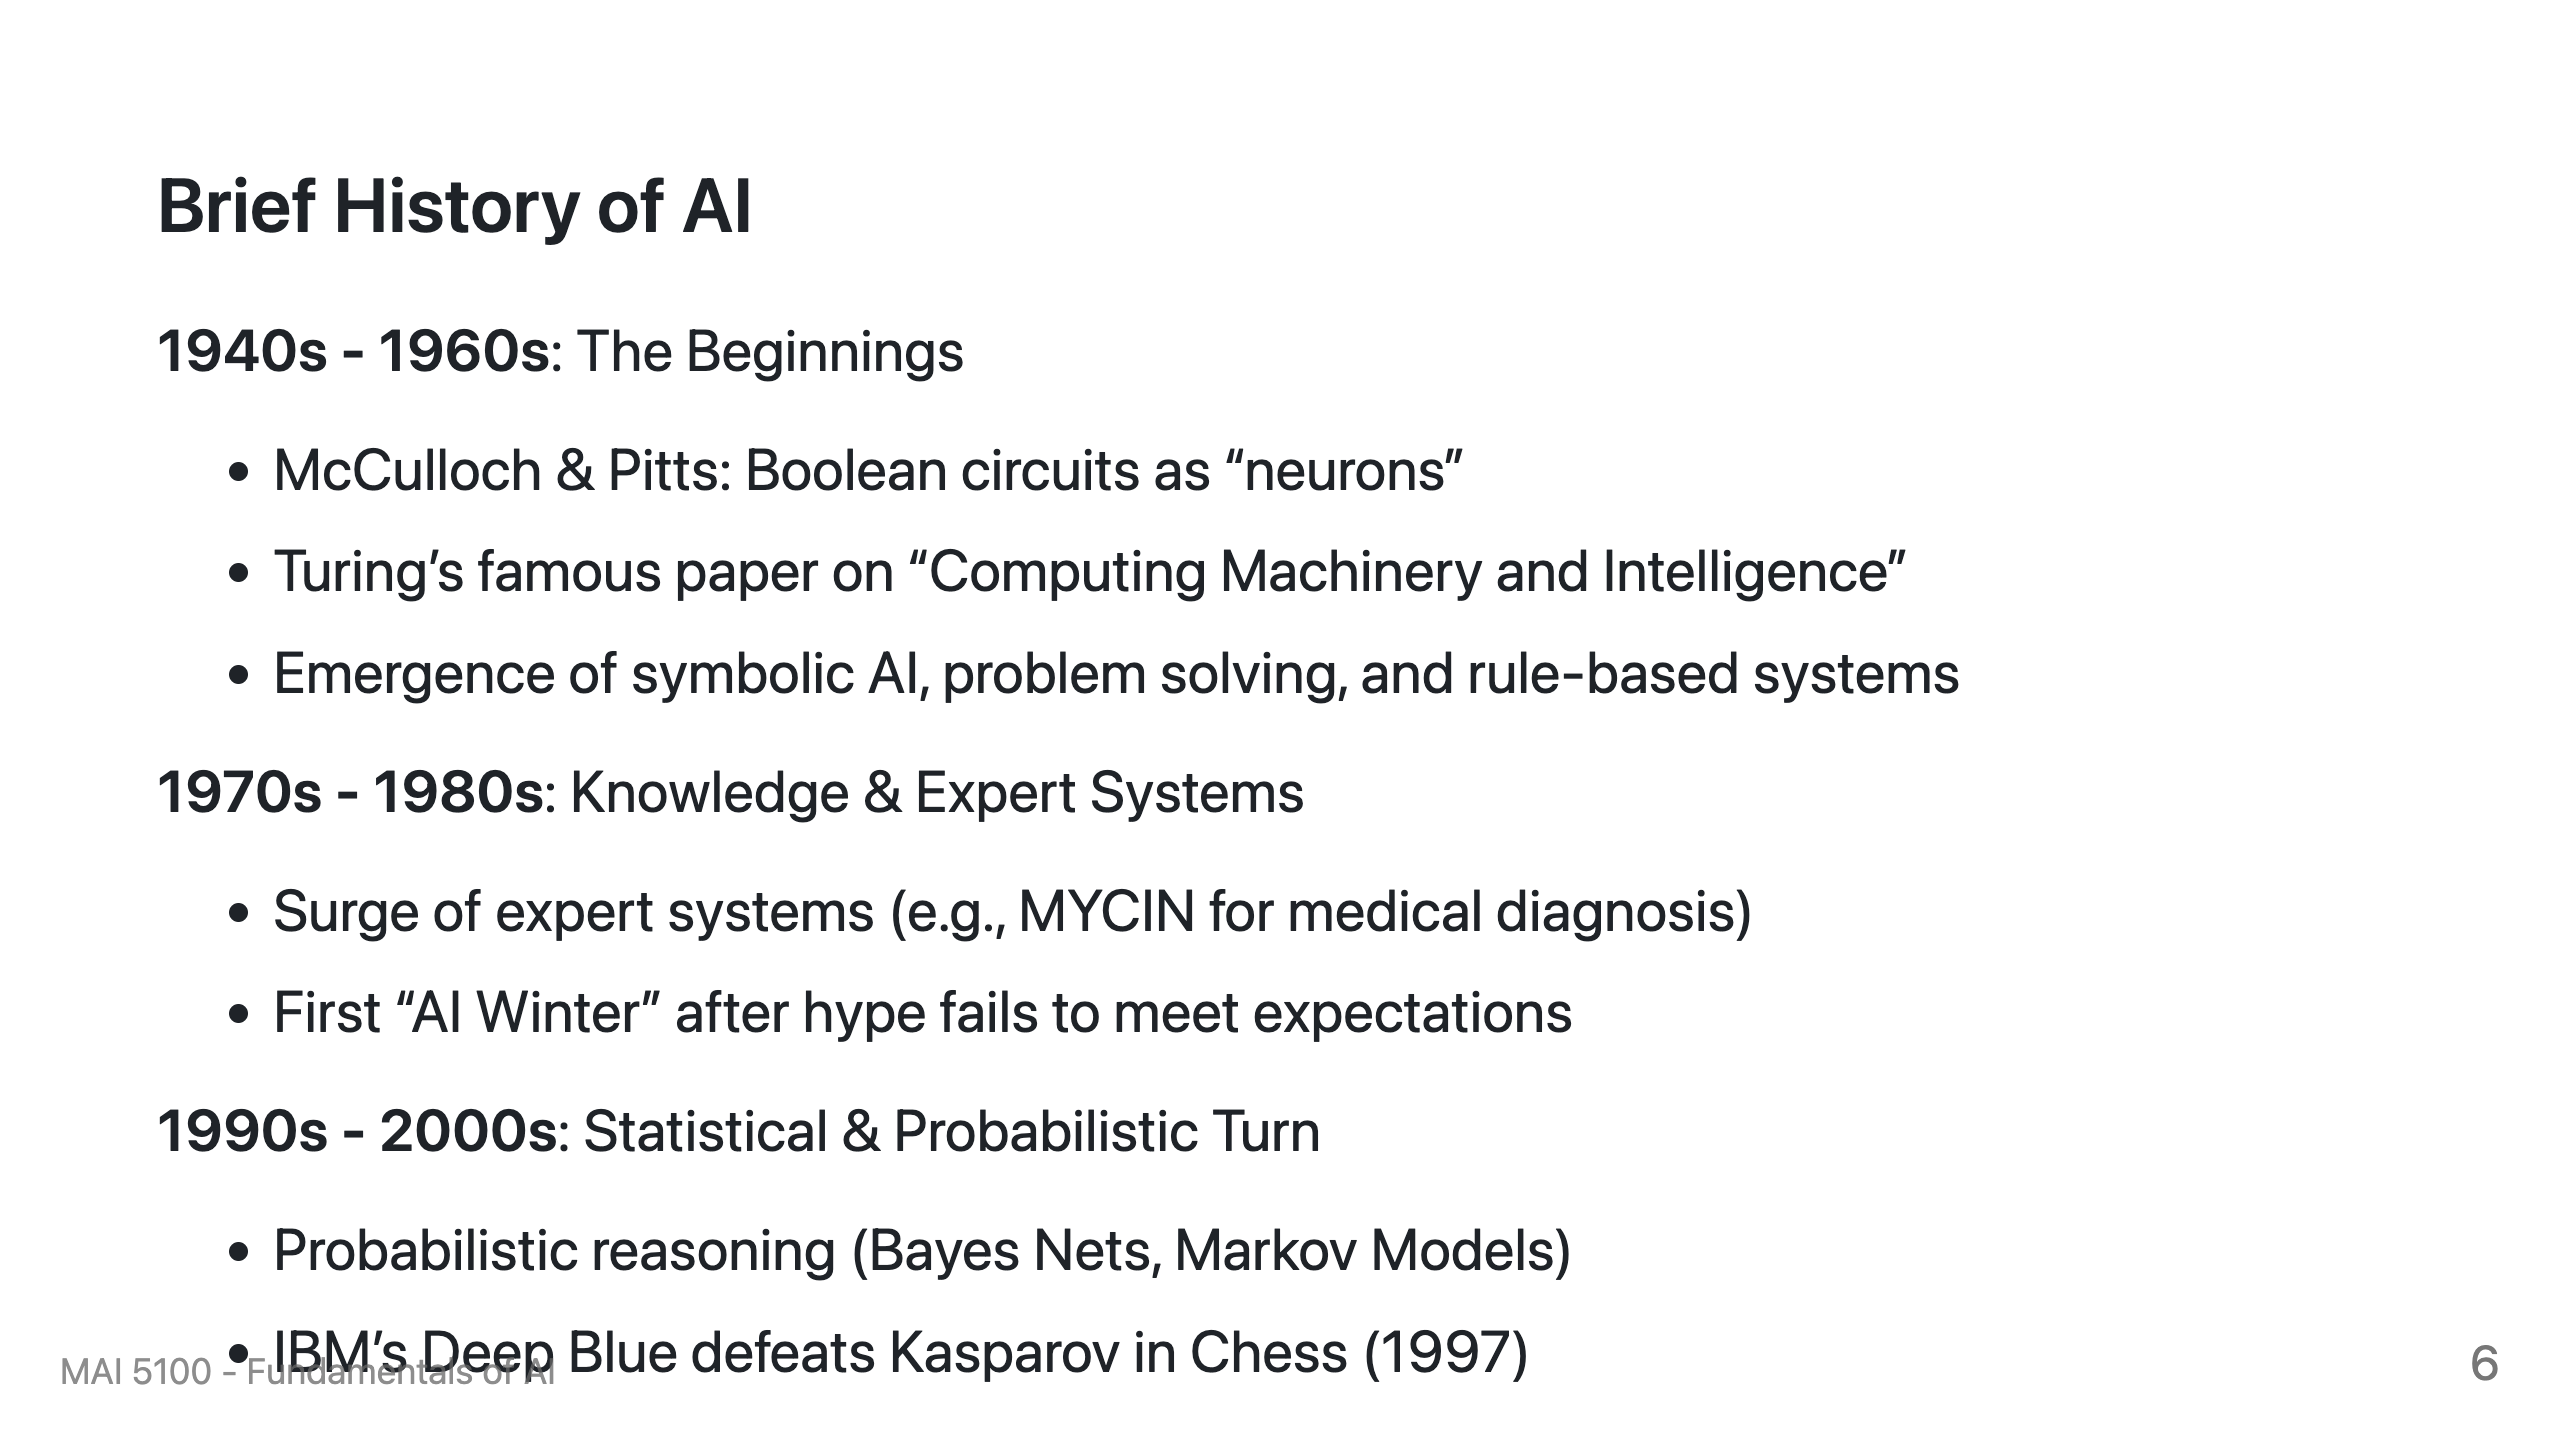 Brief History of AI
1940s - 1960s: The Beginnings
• McCulloch & Pitts: Boolean circuits as “neurons”
• Turing’s famous paper on “Computing Machinery and Intelligence”
• Emergence of symbolic AI, problem solving, and rule-based systems
1970s - 1980s: Knowledge & Expert Systems
• Surge of expert systems (e.g., MYCIN for medical diagnosis)
• First “AI Winter” after hype fails to meet expectations
1990s - 2000s: Statistical & Probabilistic Turn
• Probabilistic reasoning (Bayes Nets, Markov Models)
• IBM’s Deep Blue defeats Kasparov in Chess (1997)
MAI 5100 - Fundamentals of AI
6